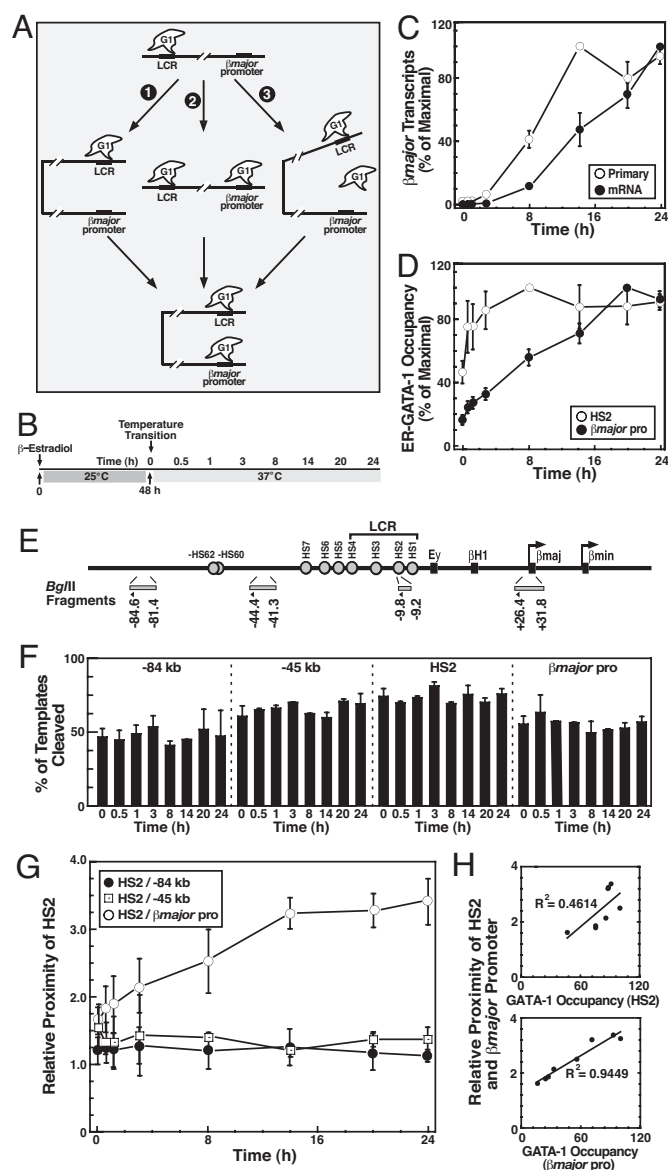 A
G1
LCR
βmajor
promoter
1
2
3
G1
LCR
βmajor
promoter
G1
LCR
G1
βmajor
promoter
G1
LCR
G1
βmajor
promoter
G1
LCR
G1
βmajor
promoter
B
β-Estradiol
Temperature
Transition
Time (h) 0 0.5 1 3 8 14 20 24
25°C 37°C
0 48 h
C
βmajor Transcripts
(% of Maximal)
120
80
40
0
Primary
mRNA
0 8 16 24
Time (h)
D
ER-GATA-1 Occupancy
(% of Maximal)
120
80
40
0
HS2
βmajor pro
0 8 16 24
Time (h)
E
LCR
-HS62 -HS60 HS7 HS6 HS5 HS4 HS3 HS2 HS1 Ey βH1 βmaj βmin
BglII
Fragments
-84.6 -81.4 -44.4 -41.3 -9.8 -9.2 +26.4 +31.8
F
% of Templates
Cleaved
100
50
0
-84 kb -45 kb HS2 βmajor pro
0 0.5 1 3 8 14 20 24 0 0.5 1 3 8 14 20 24 0 0.5 1 3 8 14 20 24 0 0.5 1 3 8 14 20 24
Time (h) Time (h) Time (h) Time (h)
G
Relative Proximity of HS2
4.0
3.2
2.4
1.6
0.8
0
HS2 / -84 kb
HS2 / -45 kb
HS2 / βmajor pro
0 8 16 24
Time (h)
H
Relative Proximity of HS2
and βmajor Promoter
4
2
0
R2= 0.4614
0 40 80 120
GATA-1 Occupancy (HS2)
4
2
0
R2= 0.9449
0 40 80 120
GATA-1 Occupancy
(βmajor pro)